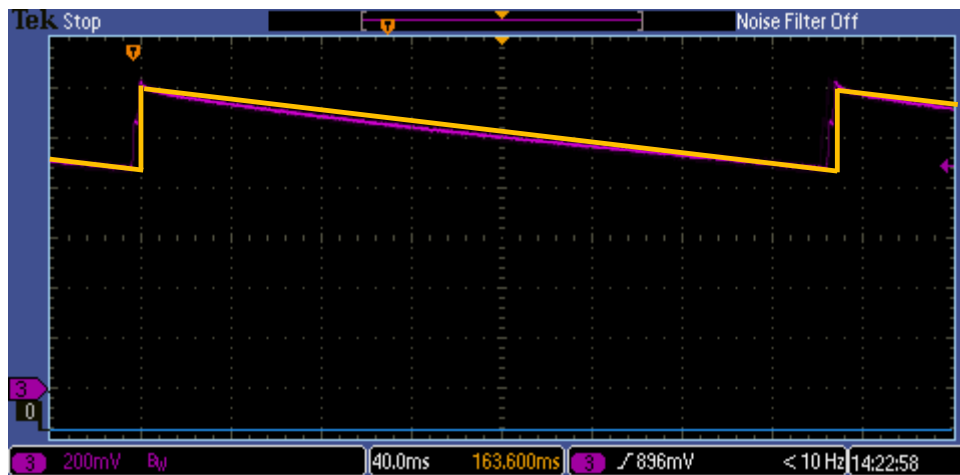 Tek Stop Noise Filter Off
T
T
3
0
3 200mV BW 40.0ms 163.600ms 3 896mV < 10 Hz 14:22:58